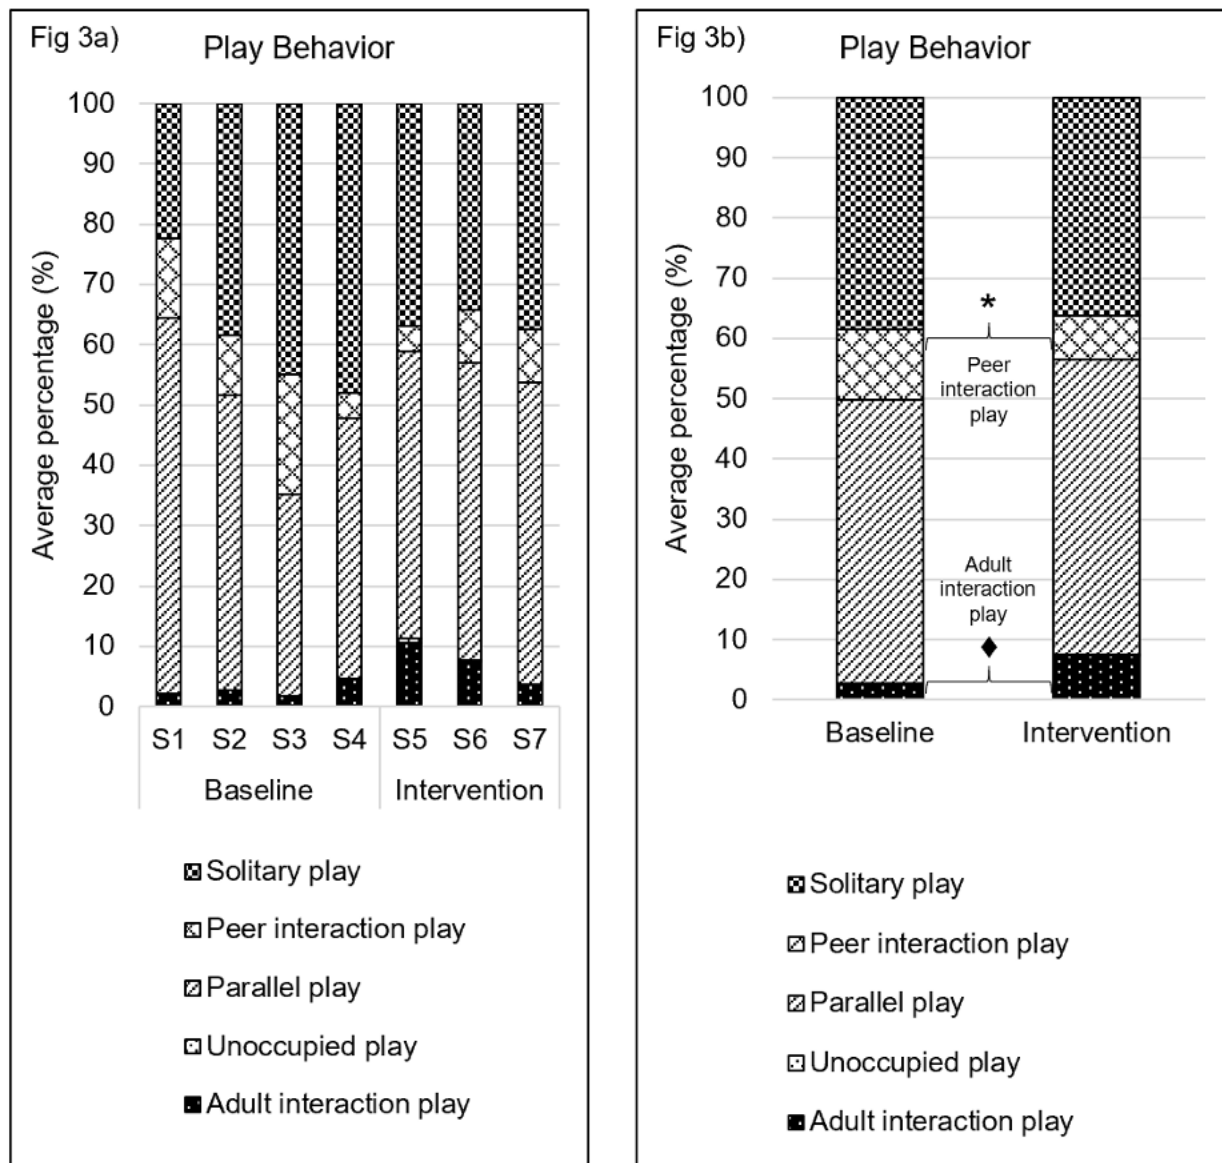 Fig 3a)
Play Behavior
Average percentage (%)
100
90
80
70
60
50
40
30
20
10
0
S1 S2 S3 S4 S5 S6 S7
Baseline Intervention
Solitary play
Peer interaction play
Parallel play
Unoccupied play
Adult interaction play
Fig 3b)
Play Behavior
Average percentage (%)
100
90
80
70
60
50
40
30
20
10
0
*
Peer
interaction
play
Adult
interaction
play
♦
Baseline Intervention
Solitary play
Peer interaction play
Parallel play
Unoccupied play
Adult interaction play